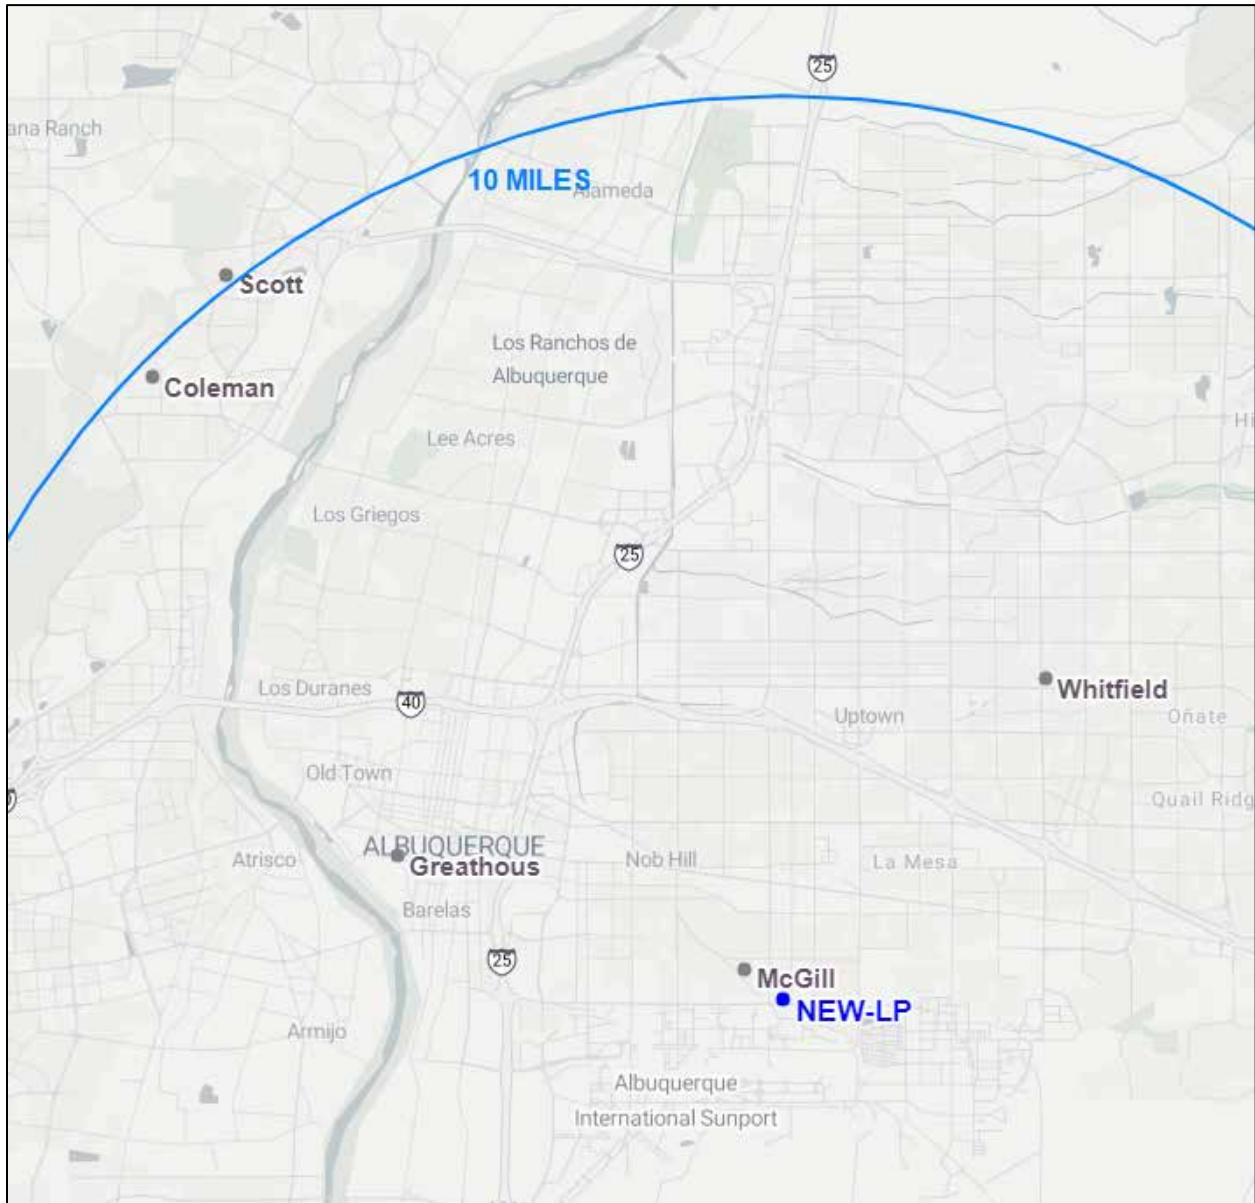 25
ana Ranch
10 MILES
Alameda
Scott
Los Ranchos de
Albuquerque
Coleman
Hi
Lee Acres
Los Griegos
25
Whitfield
Los Duranes
40
Uptown
Oñate
Old Town
Quail Ridg
ALBUQUERQUE
Atrisco
Greathous
Nob Hill
La Mesa
Barelas
25
McGill
NEW-LP
Armijo
Albuquerque
International Sunport